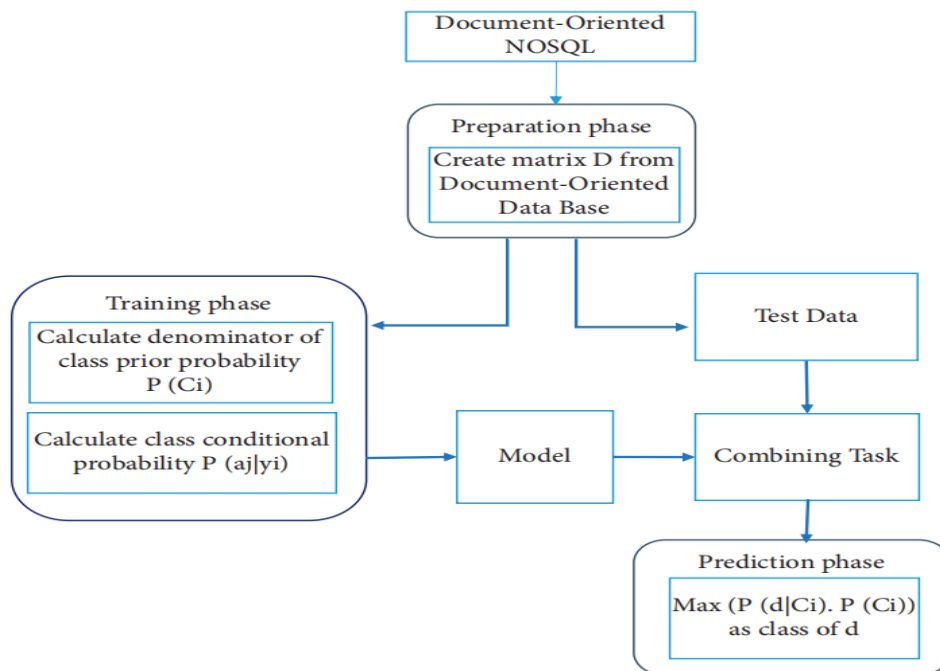 Document-Oriented
NOSQL
Preparation phase
Create matrix D from
Document-Oriented
Data Base
Training phase
Calculate denominator of
class prior probability
P (Ci)
Calculate class conditional
probability P (aj|yi)
Model
Test Data
Combining Task
Prediction phase
Max (P (d|Ci). P (Ci))
as class of d